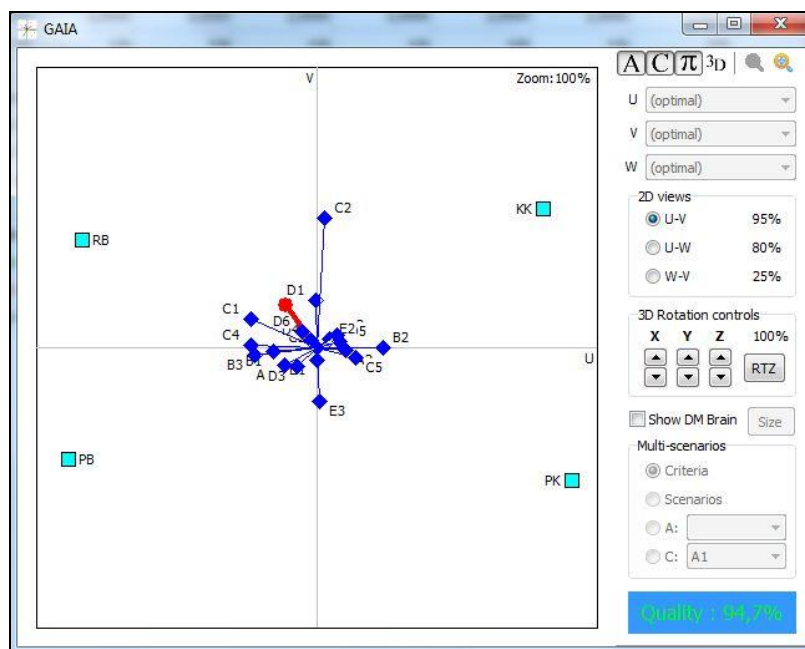 GAIA
V
Zoom:100%
C2
KK
RB
D1
C1
D6
E2
C4
B2
B3
A
D3
C5
U
E3
PB
PK
A C π 3D
U (optimal)
V (optimal)
W (optimal)
2D views
U-V 95%
U-W 80%
W-V 25%
3D Rotation controls
X Y Z 100%
RTZ
Show DM Brain Size
Multi-scenarios
Criteria
Scenarios
A:
C: A1
Quality : 94,7%